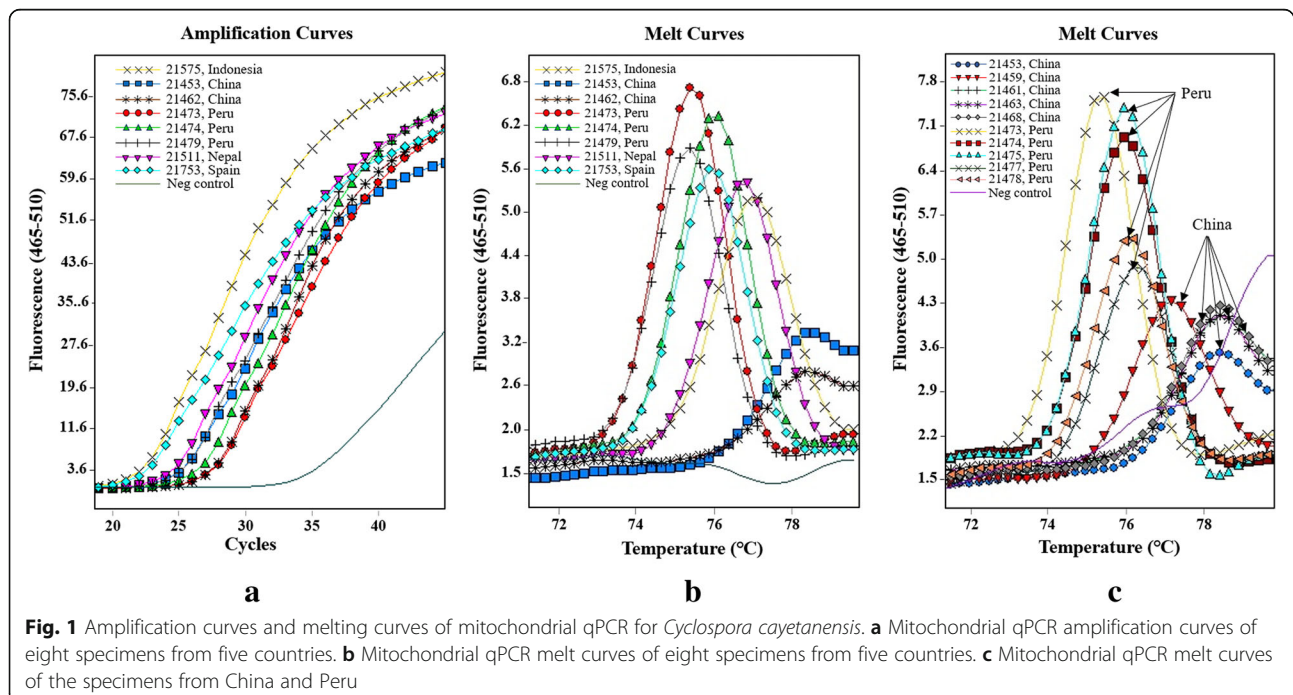 Amplification Curves
21575, Indonesia
21453, China
21462, China
21473, Peru
21474, Peru
21479, Peru
21511, Nepal
21753, Spain
Neg control
Fluorescence (465-510)
75.6
67.6
59.6
51.6
43.6
35.6
27.6
19.6
11.6
3.6
20 25 30 35 40
Cycles
a
Melt Curves
21575, Indonesia
21453, China
21462, China
21473, Peru
21474, Peru
21479, Peru
21511, Nepal
21753, Spain
Neg control
Fluorescence (465-510)
6.8
6.2
5.6
5.0
4.4
3.8
3.2
2.6
2.0
1.5
72 74 76 78
Temperature (°C)
b
Melt Curves
21453, China
21459, China
21461, China
21463, China
21468, China
21473, Peru
21474, Peru
21475, Peru
21477, Peru
21478, Peru
Neg control
Peru
China
Fluorescence (465-510)
7.8
7.1
6.4
5.7
5.0
4.3
3.6
2.9
2.2
1.5
72 74 76 78
Temperature (°C)
c
Fig. 1 Amplification curves and melting curves of mitochondrial qPCR for Cyclospora cayetanensis. a Mitochondrial qPCR amplification curves of
eight specimens from five countries. b Mitochondrial qPCR melt curves of eight specimens from five countries. c Mitochondrial qPCR melt curves
of the specimens from China and Peru